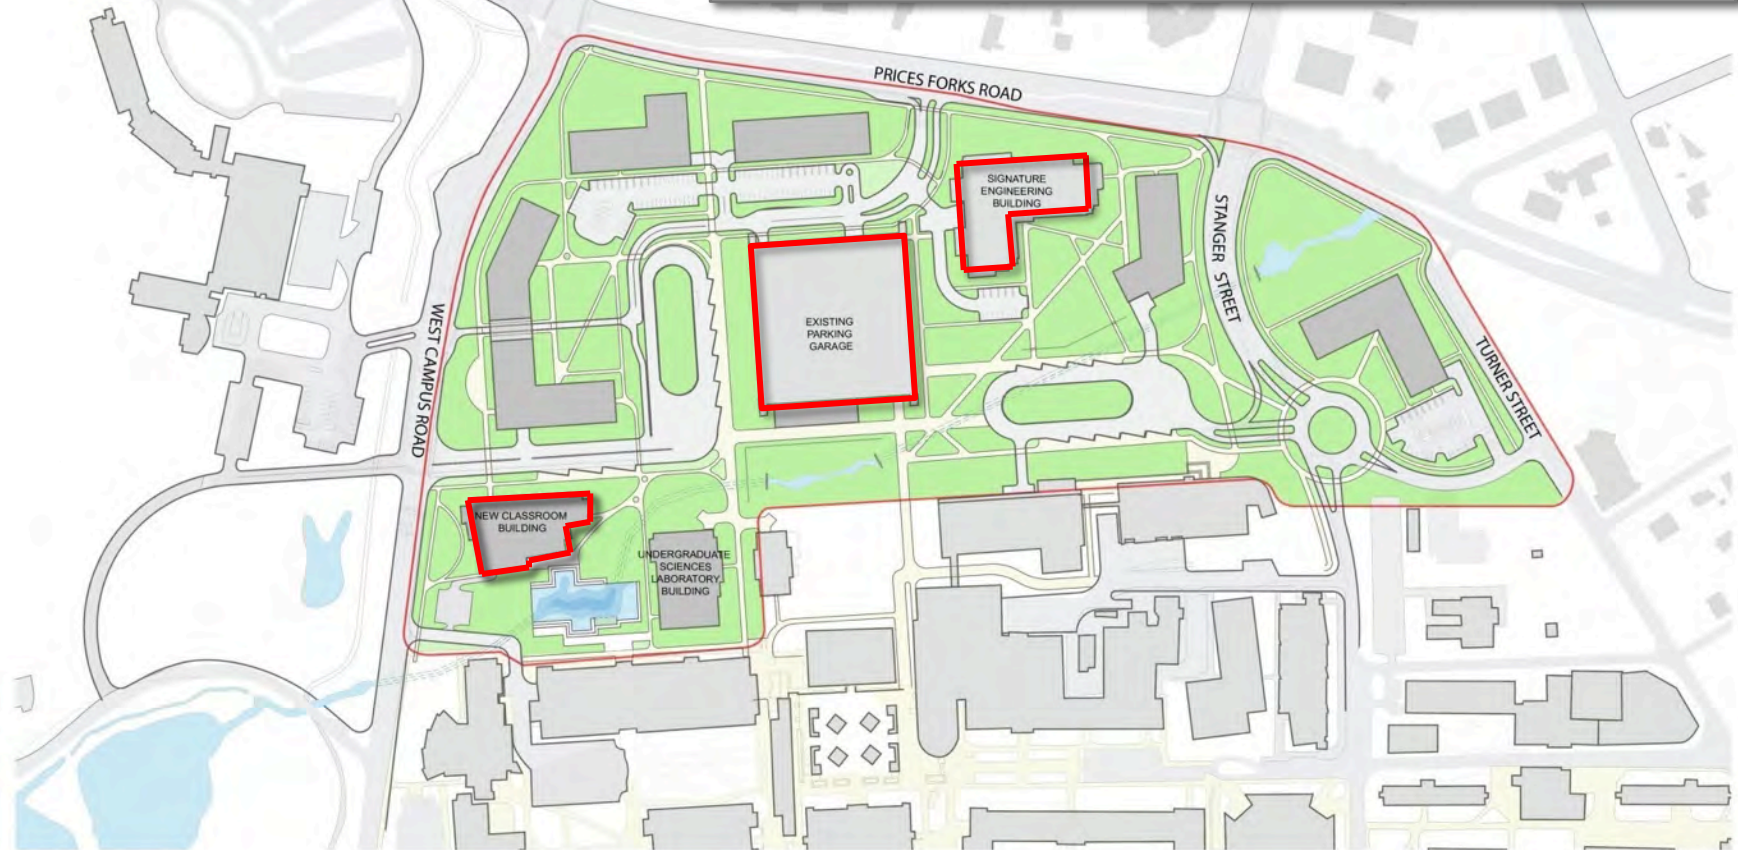 PRICES FORKS ROAD
SIGNATURE
ENGINEERING
BUILDING
STANGER STREET
EXISTING
PARKING
GARAGE
WEST CAMPUS ROAD
TURNER STREET
NEW CLASSROOM
BUILDING
UNDERGRADUATE
SCIENCES
LABORATORY
BUILDING